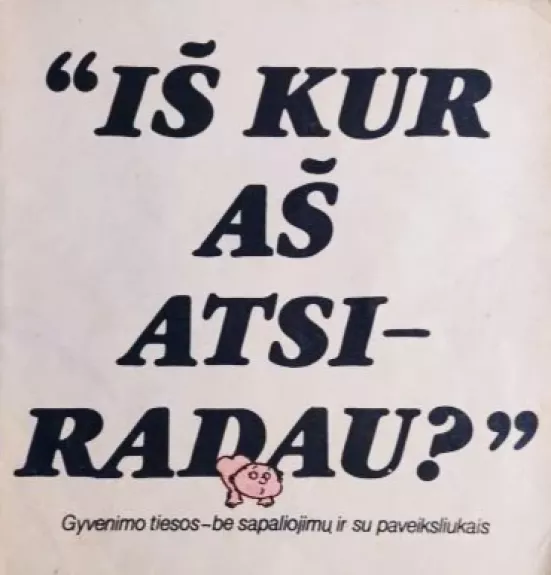 “IŠ KUR
AŠ
ATSI–
RADAU?”
Gyvenimo tiesos–be sapaliojimų ir su paveiksliukais